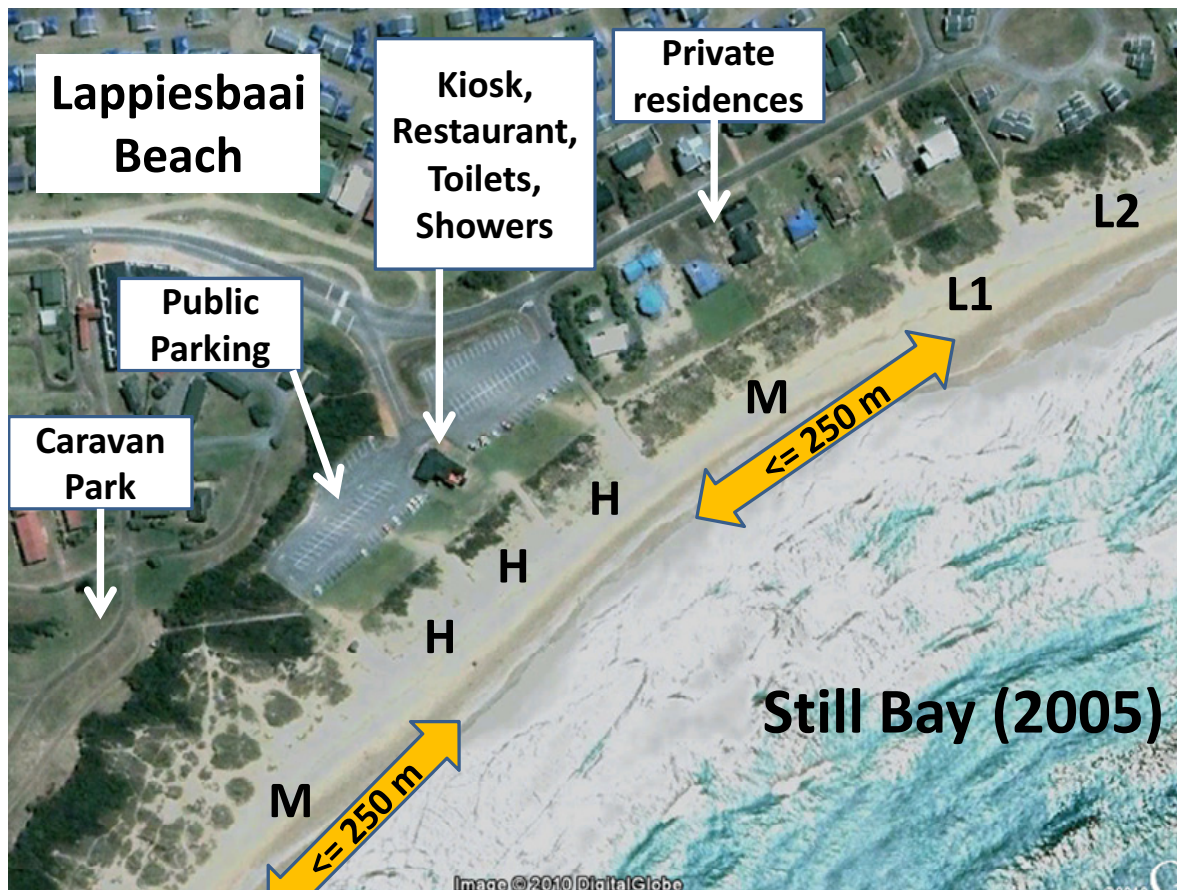 Lappiesbaai
Beach
Kiosk,
Restaurant,
Toilets,
Showers
Private
residences
Public
Parking
Caravan
Park
L2
L1
M
<= 250 m
H
H
H
Still Bay (2005)
M
<= 250 m
Image © 2010 DigitalGlobe